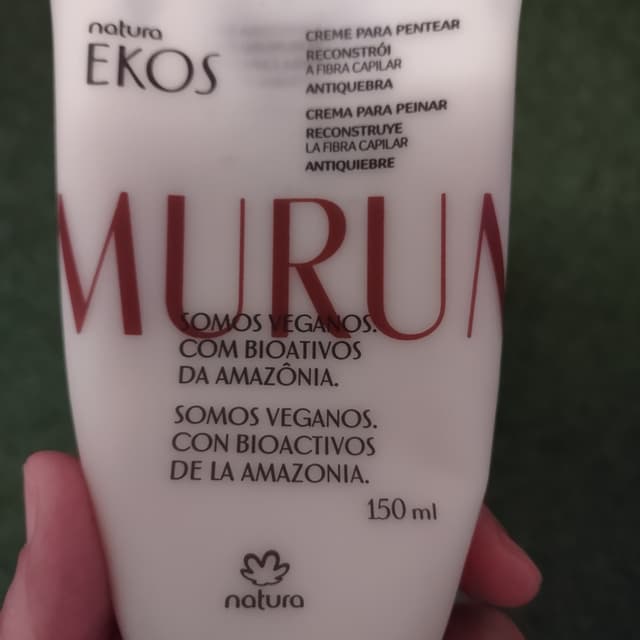 natura
EKOS
CREME PARA PENTEAR
RECONSTRÓI
A FIBRA CAPILAR
ANTIQUEBRA
CREMA PARA PEINAR
RECONSTRUYE
LA FIBRA CAPILAR
ANTIQUIEBRE
MURUM
SOMOS VEGANOS.
COM BIOATIVOS
DA AMAZÔNIA.
SOMOS VEGANOS.
CON BIOACTIVOS
DE LA AMAZONIA.
150 ml
natura